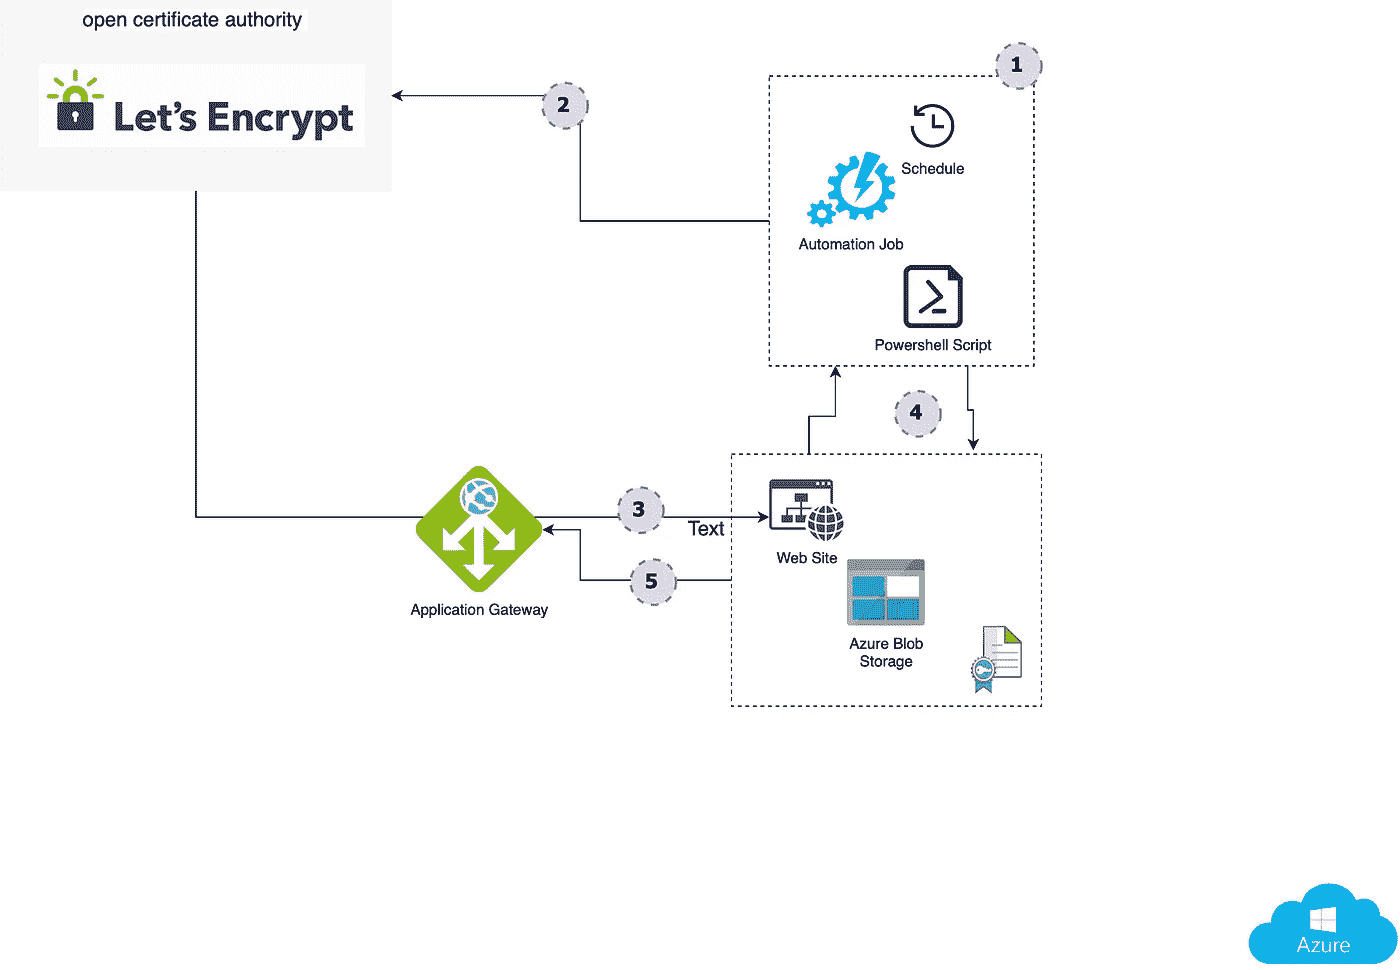 open certificate authority
Let's Encrypt
1
2
Schedule
Automation Job
Powershell Script
4
3
Text
Web Site
5
Application Gateway
Azure Blob
Storage
Azure